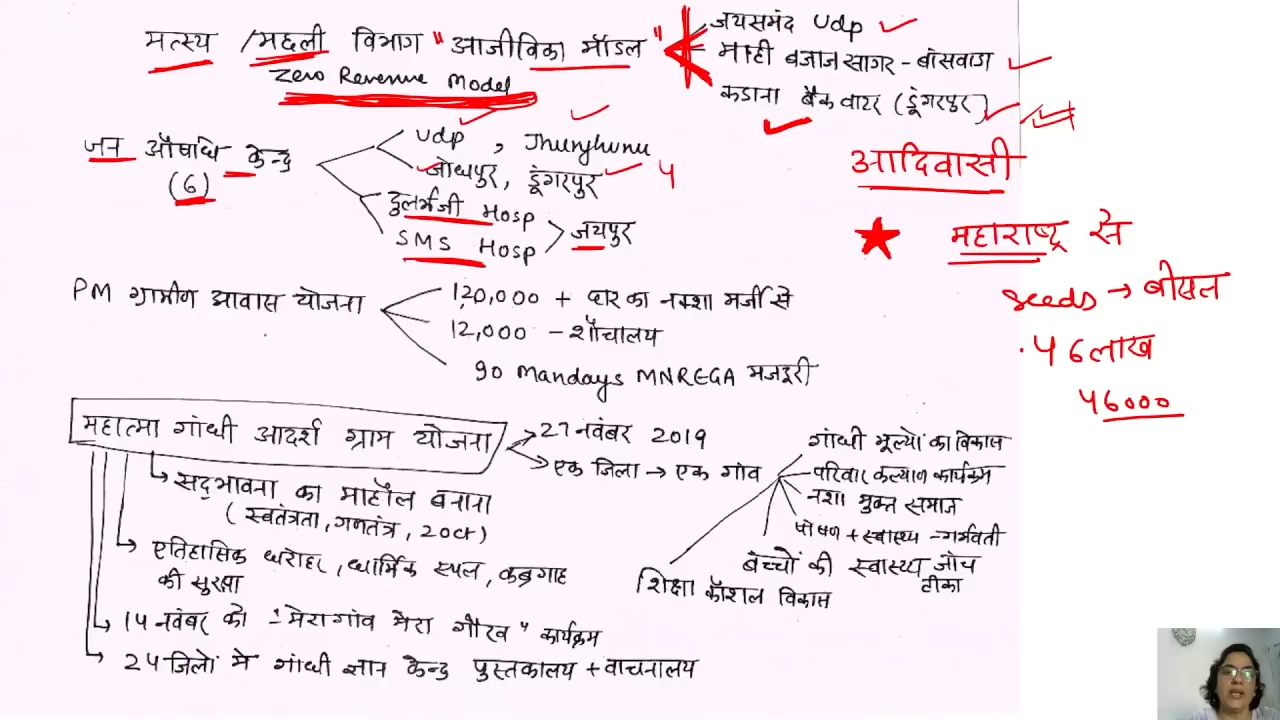 मत्स्य /मछली विभाग "आजीविका मॉडल"
Zero Revenue Model
जयसमंद Udp
माही बजाज सागर - बांसवाडा
कडाना बैक वाटर (डूंगरपुर)
आदिवासी
महाराष्ट्र से
Seeds → बीसल
46 लाख
46000
जन औषधि केन्द्र
(6)
Udp, Jhunjhunu
जोधपुर, डूंगरपुर 4
दुर्लभजी Hosp
SMS Hosp
जयपुर
PM ग्रामीण आवास योजना
120,000 + घर का नक्शा मर्जी से
12,000 - शौचालय
90 Mandays MNREGA मजदूरी
महात्मा गांधी आदर्श ग्राम योजना
27 नवंबर 2019
एक जिला → एक गांव
गांधी मूल्यों का विकास
परिवार कल्याण कार्यक्रम
नशा मुक्त समाज
पोषण + स्वास्थ्य - गर्भवती
बच्चों की स्वास्थ्य जांच
टीका
शिक्षा कौशल विकास
सद्भावना का माहौल बनाना
(स्वतंत्रता, गणतंत्र, 2 oct)
एतिहासिक धरोहर, धार्मिक स्थल, कब्रगाह
की सुरक्षा
14 नवंबर को "मेरा गांव मेरा गौरव" कार्यक्रम
24 जिलों में गांधी ज्ञान केन्द्र पुस्तकालय + वाचनालय